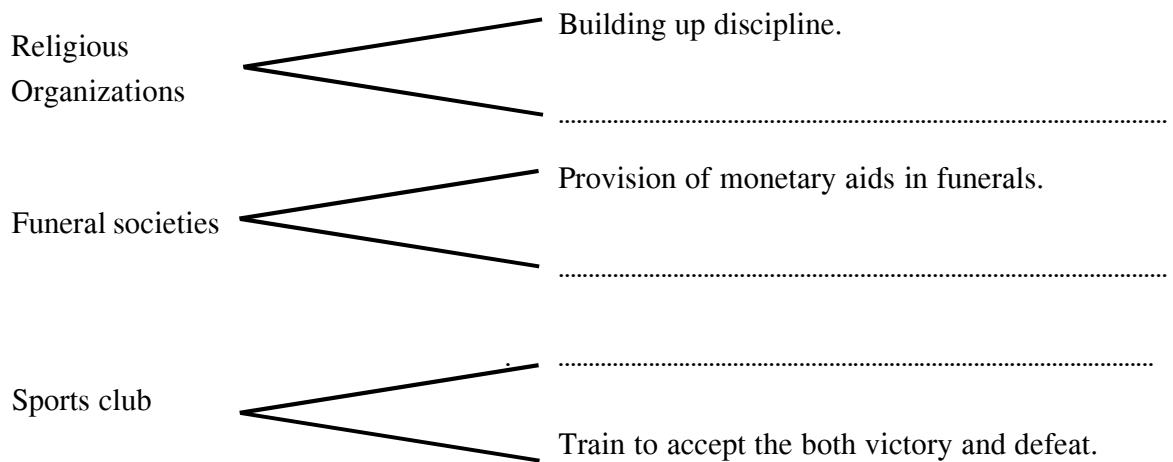 Building up discipline.
Religious
Organizations
....................................................................................................
Provision of monetary aids in funerals.
Funeral societies
....................................................................................................
. ..................................................................................................
Sports club
Train to accept the both victory and defeat.